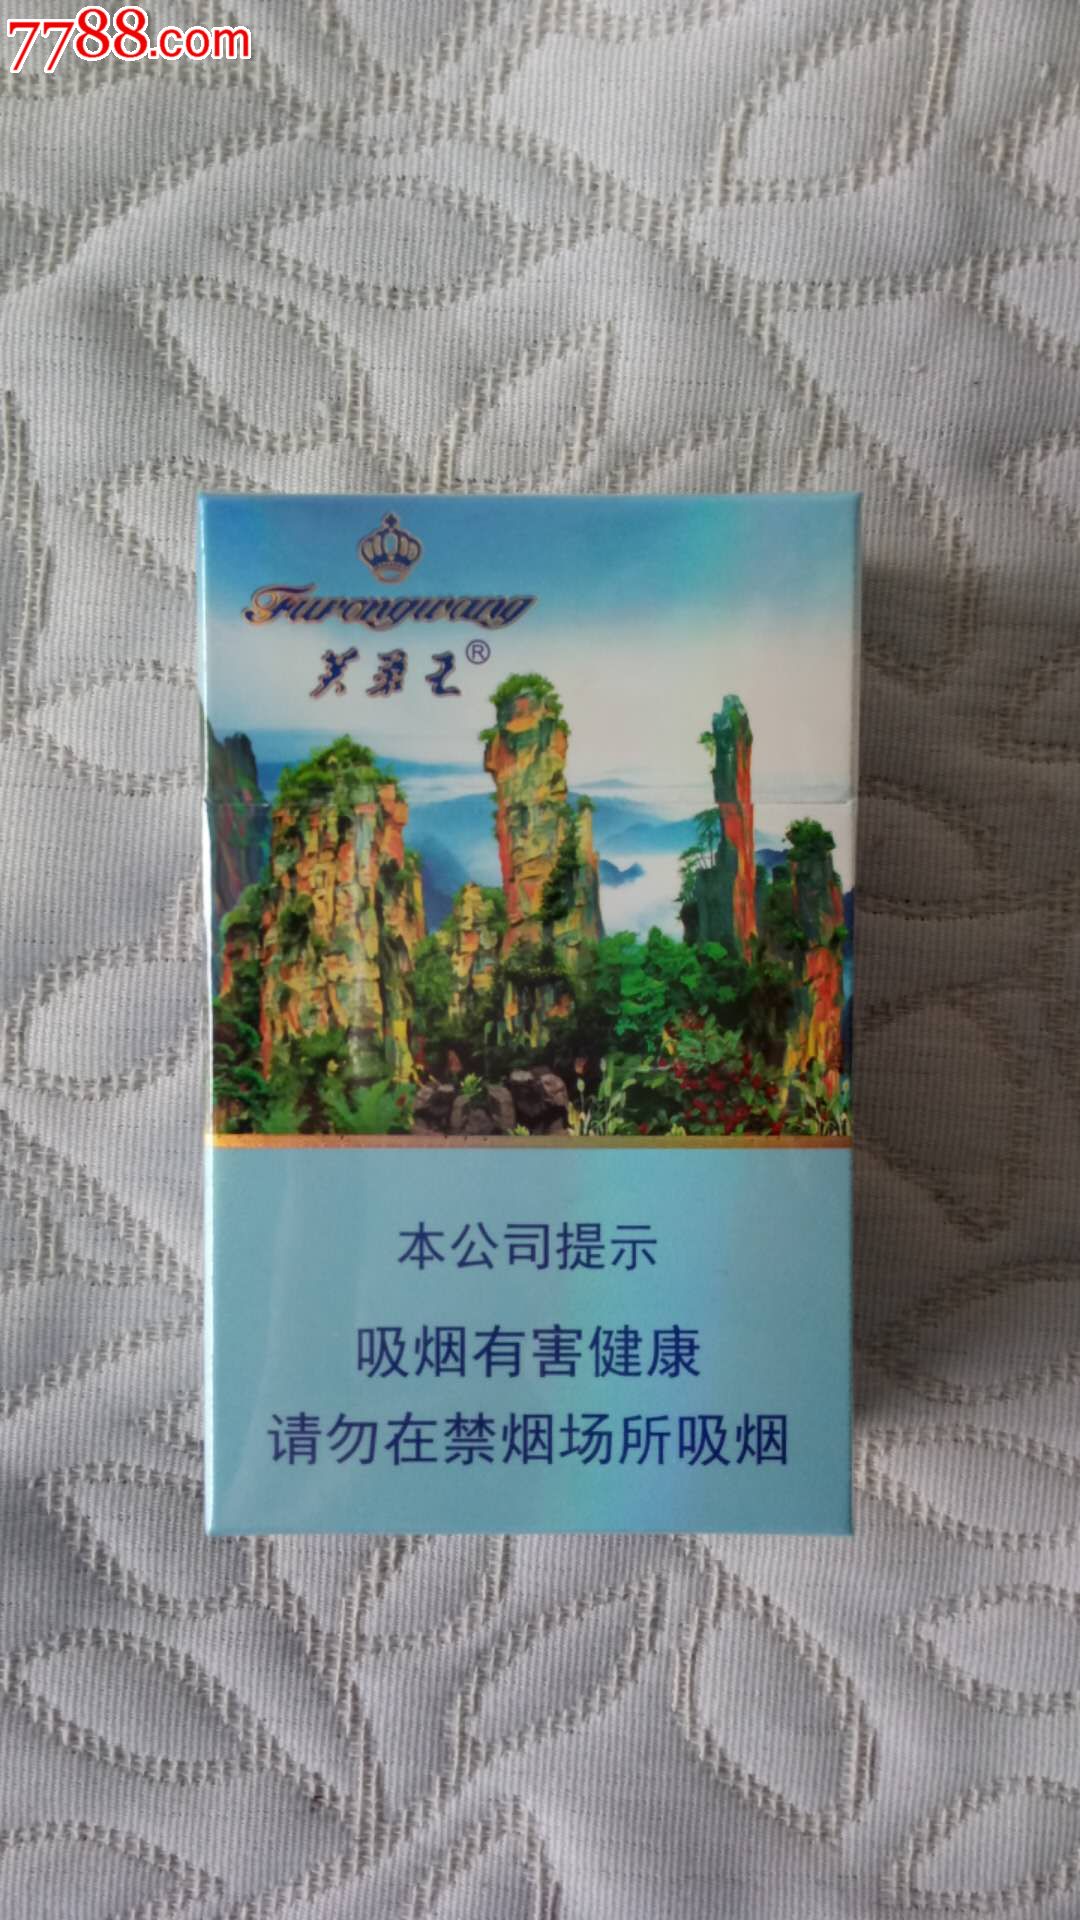 7788.com
Furongwang
芙蓉王®
本公司提示
吸烟有害健康
请勿在禁烟场所吸烟